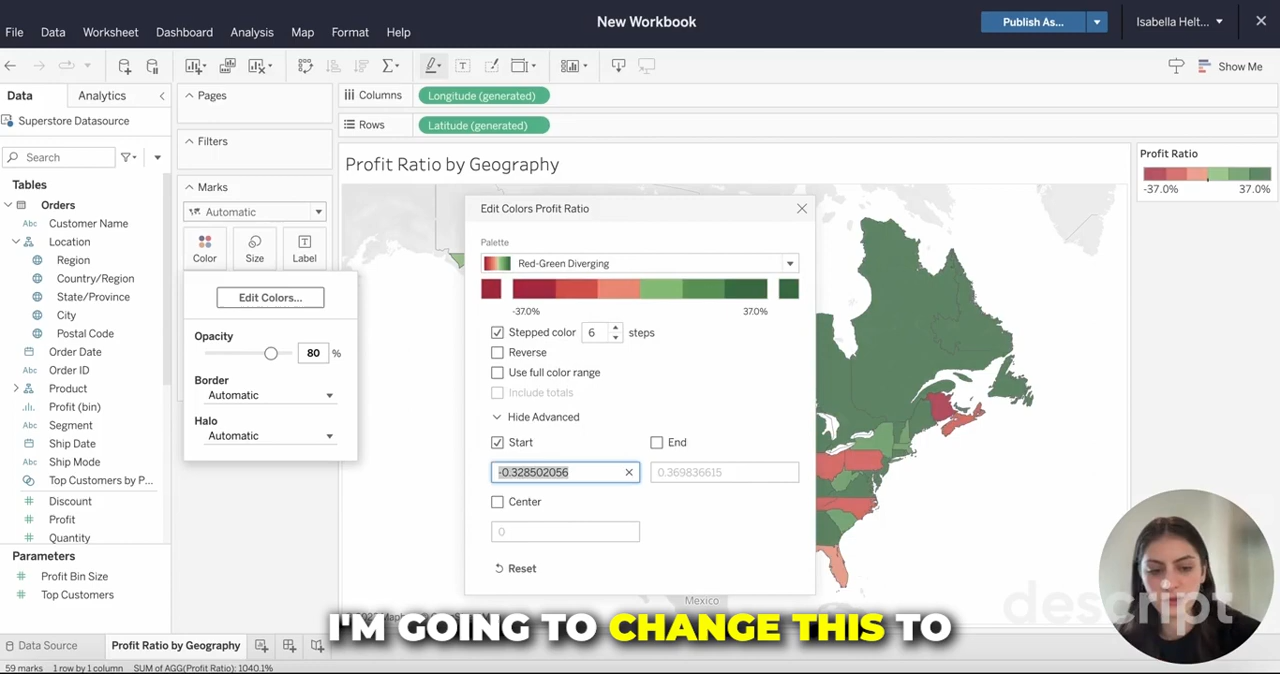 New Workbook
Publish As...
Isabella Helt...
File Data Worksheet Dashboard Analysis Map Format Help
Show Me
Data Analytics
Superstore Datasource
Search
Tables
Orders
Abc Customer Name
Location
Region
Country/Region
State/Province
City
Postal Code
Order Date
Abc Order ID
Product
Profit (bin)
Abc Segment
Ship Date
Abc Ship Mode
Top Customers by P...
Discount
Profit
Quantity
Parameters
Profit Bin Size
Top Customers
Pages
Filters
Marks
Automatic
Color Size Label
Edit Colors...
Opacity
80 %
Border
Automatic
Halo
Automatic
Columns Longitude (generated)
Rows Latitude (generated)
Profit Ratio by Geography
Profit Ratio
-37.0% 37.0%
Edit Colors Profit Ratio
Palette
Red-Green Diverging
-37.0% 37.0%
Stepped color 6 steps
Reverse
Use full color range
Include totals
Hide Advanced
Start End
-0.328502056 0.369836615
Center
0
Reset
Mexico
descript
I'M GOING TO CHANGE THIS TO
Data Source Profit Ratio by Geography
59 marks 1 row by 1 column SUM of AGG(Profit Ratio): 1040.1%